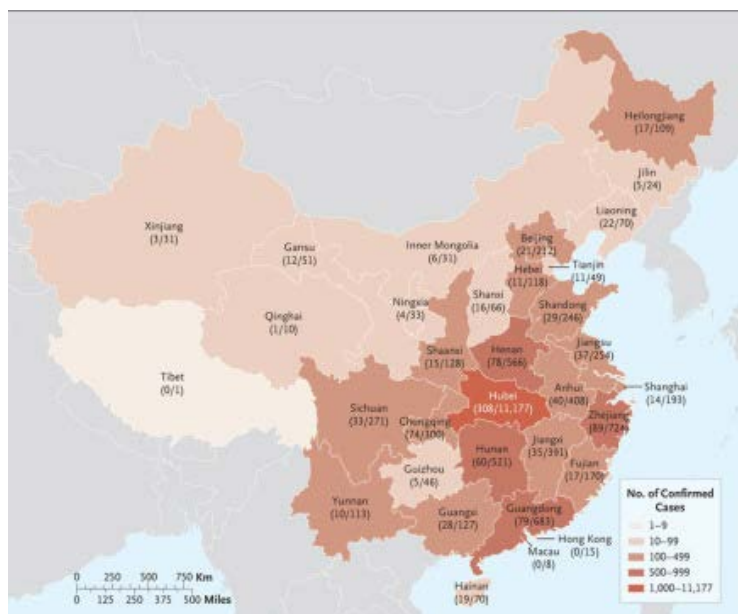 Heilongjiang
(17/109)
Jilin
(5/24)
Liaoning
(22/70)
Xinjiang
(3/31)
Gansu
(12/51)
Inner Mongolia
(6/31)
Beijing
(21/212)
Tianjin
(11/49)
Hebei
(11/118)
Shanxi
(16/66)
Ningxia
(4/33)
Qinghai
(1/10)
Shandong
(29/246)
Shaanxi
(15/128)
Henan
(78/566)
Jiangsu
(37/254)
Tibet
(0/1)
Sichuan
(33/271)
Chongqing
(74/100)
Hubei
(308/11,177)
Anhui
(40/408)
Shanghai
(14/193)
Zhejiang
(89/724)
Hunan
(60/521)
Jiangxi
(35/391)
Guizhou
(5/46)
Fujian
(17/170)
Yunnan
(10/113)
Guangxi
(28/127)
Guangdong
(79/683)
Hong Kong
(0/15)
Macau
(0/8)
Hainan
(19/70)
No. of Confirmed
Cases
1–9
10–99
100–499
500–999
1,000–11,177
0 250 500 750 Km
0 125 250 375 500 Miles